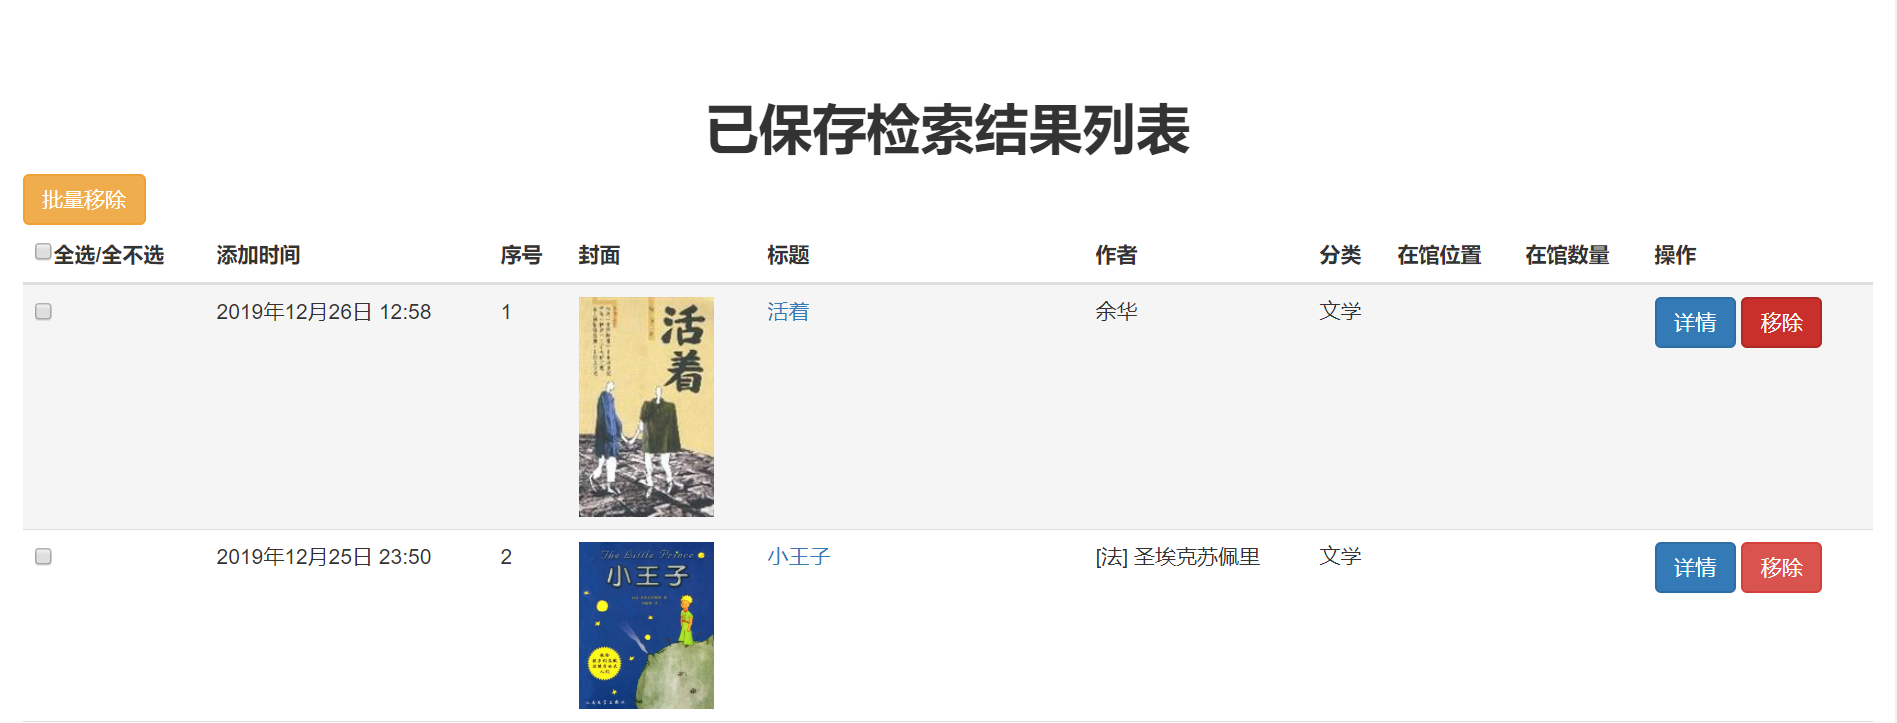 已保存检索结果列表
批量移除
全选/全不选 添加时间 序号 封面 标题 作者 分类 在馆位置 在馆数量 操作
2019年12月26日 12:58 1 活着 余华 文学 详情 移除
活着
2019年12月25日 23:50 2 小王子 [法] 圣埃克苏佩里 文学 详情 移除
The Little Prince
小王子